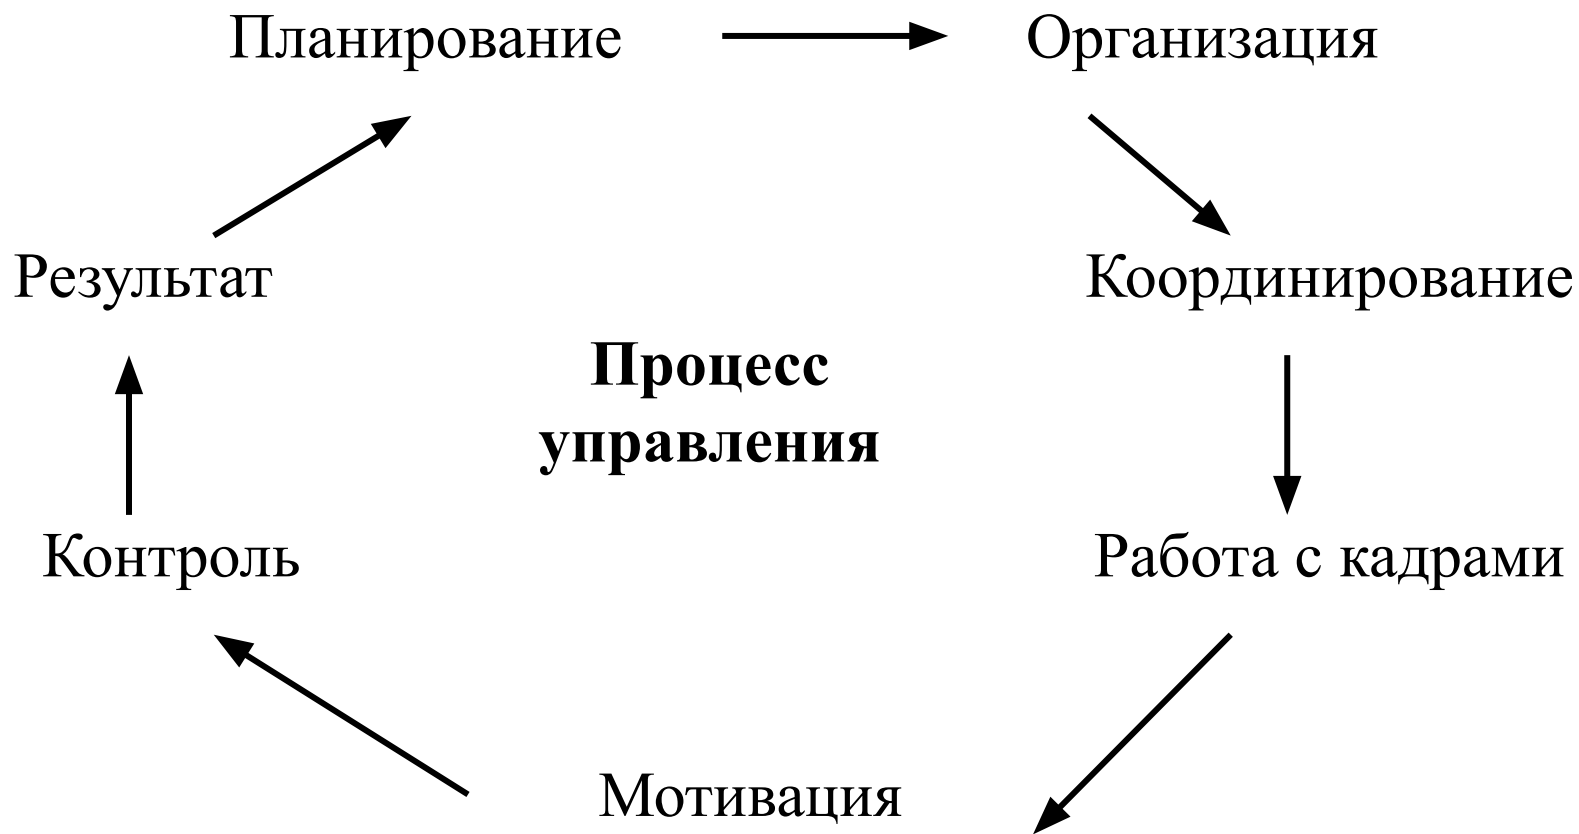 Планирование
Организация
Результат
Координирование
Процесс
управления
Контроль
Работа с кадрами
Мотивация